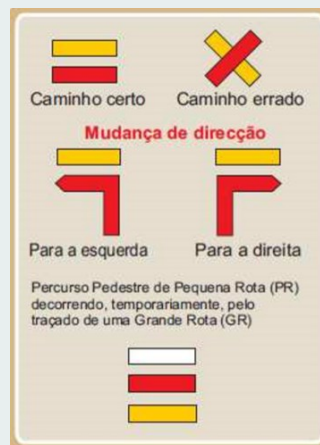 Caminho certo
Caminho errado
Mudança de direcção
Para a esquerda
Para a direita
Percurso Pedestre de Pequena Rota (PR)
decorrendo, temporariamente, pelo
traçado de uma Grande Rota (GR)